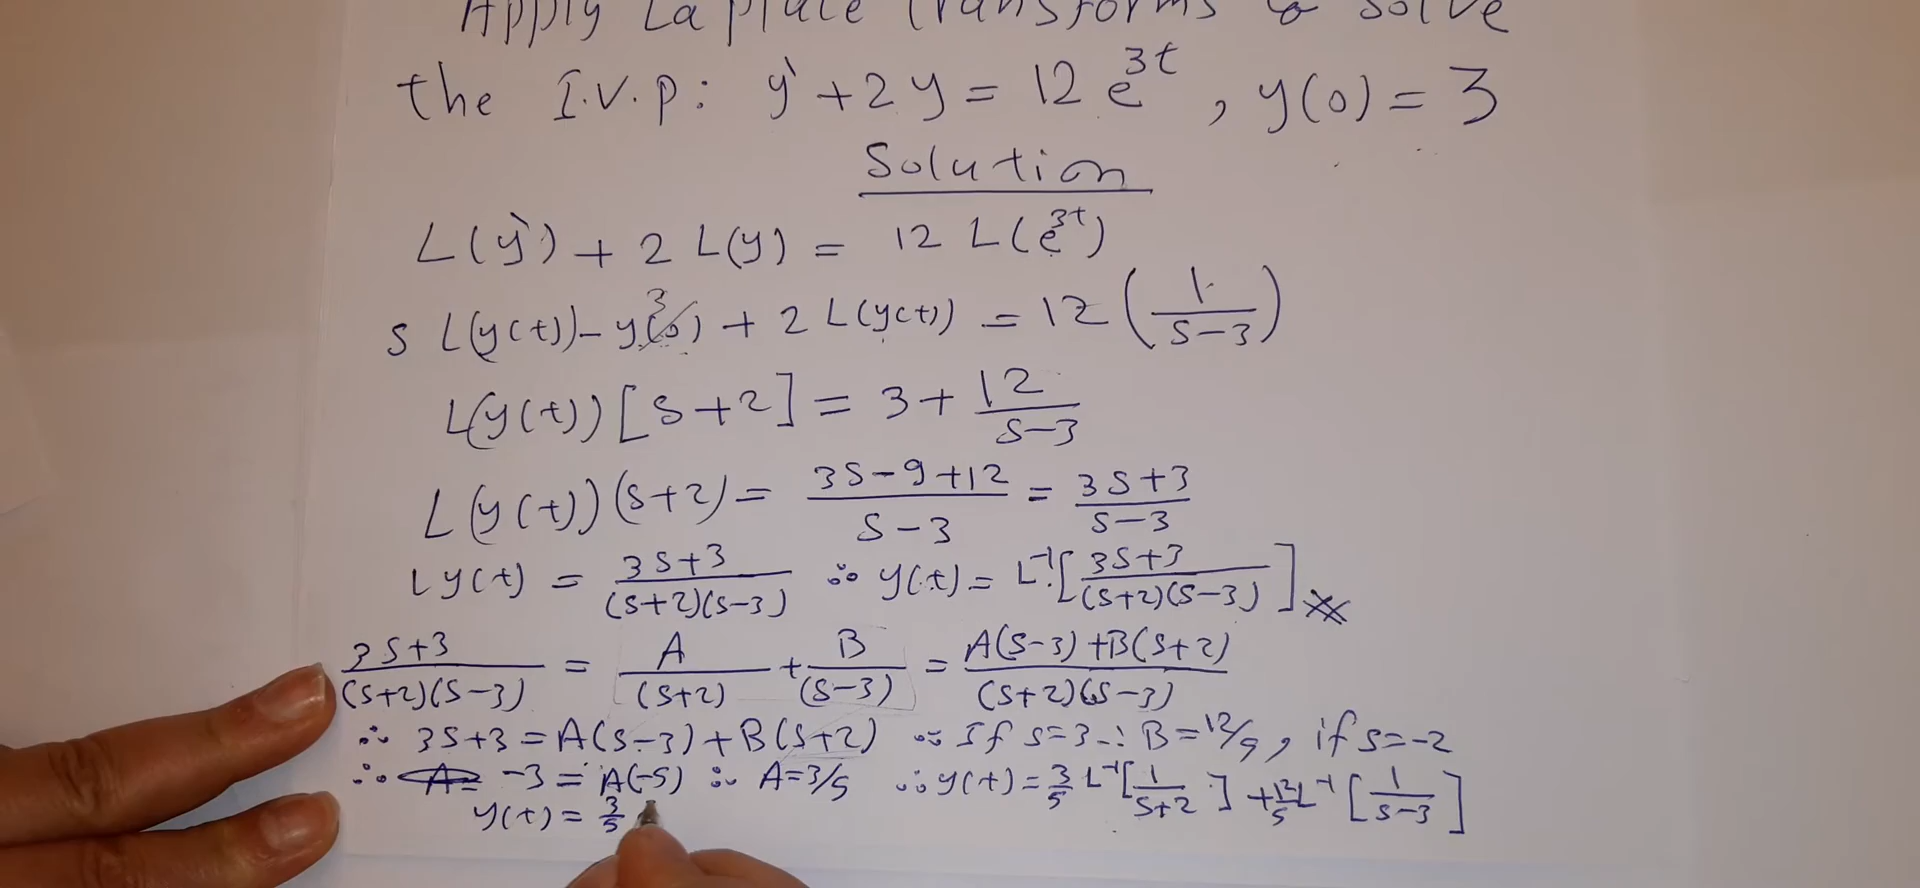 Apply Laplace transforms to solve
the I.V.P: y` + 2y = 12 e^{3t} , y(0) = 3
Solution
L(y`) + 2 L(y) = 12 L(e^{3t})
s L(y(t)) - y(0) 3 + 2 L(y(t)) = 12 (1/(s-3))
L(y(t)) [s+2] = 3 + 12/(s-3)
L(y(t)) (s+2) = (3s-9+12)/(s-3) = (3s+3)/(s-3)
L y(t) = (3s+3)/((s+2)(s-3)) ∴ y(t) = L^{-1} [(3s+3)/((s+2)(s-3))]
(3s+3)/((s+2)(s-3)) = A/(s+2) + B/(s-3) = (A(s-3)+B(s+2))/((s+2)(s-3))
∴ 3s+3 = A(s-3) + B(s+2) ∵ If s=3 ∴ B = 12/5, if s=-2
∴ -3 = A(-5) ∴ A = 3/5 ∴ y(t) = 3/5 L^{-1} [1/(s+2)] + 12/5 L^{-1} [1/(s-3)]
y(t) = 3/5